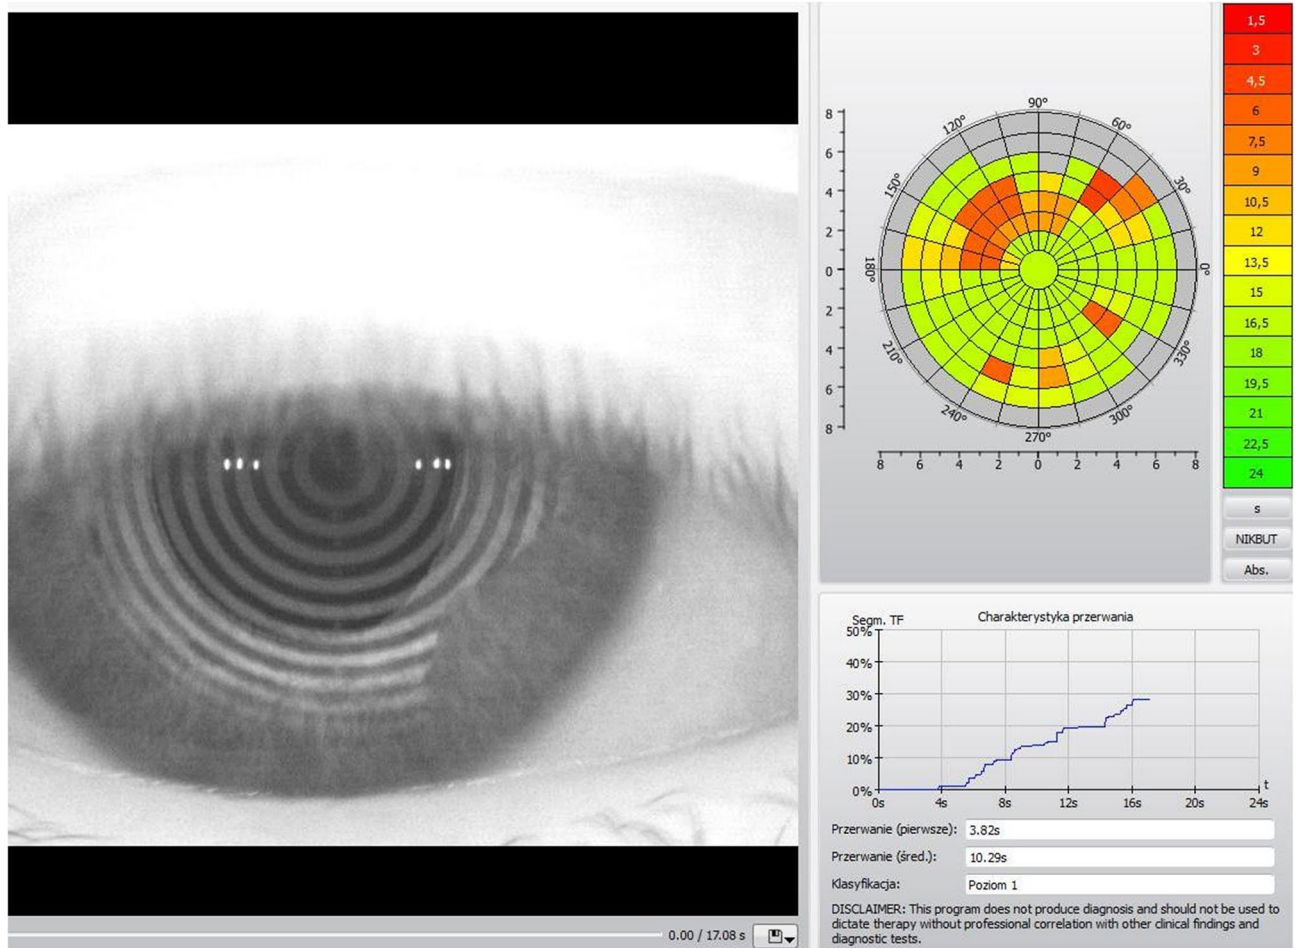 1,5
3
4,5
6
7,5
9
10,5
12
13,5
15
16,5
18
19,5
21
22,5
24
s
NIKBUT
Abs.
90°
120° 60°
150° 30°
180° 0°
210° 330°
240° 300°
270°
8
6
4
2
0
2
4
6
8
8 6 4 2 0 2 4 6 8
Segm. TF Charakterystyka przerwania
50%
40%
30%
20%
10%
0%
t
0s 4s 8s 12s 16s 20s 24s
Przerwanie (pierwsze): 3.82s
Przerwanie (śred.): 10.29s
Klasyfikacja: Poziom 1
DISCLAIMER: This program does not produce diagnosis and should not be used to
dictate therapy without professional correlation with other clinical findings and
diagnostic tests.
0.00 / 17.08 s